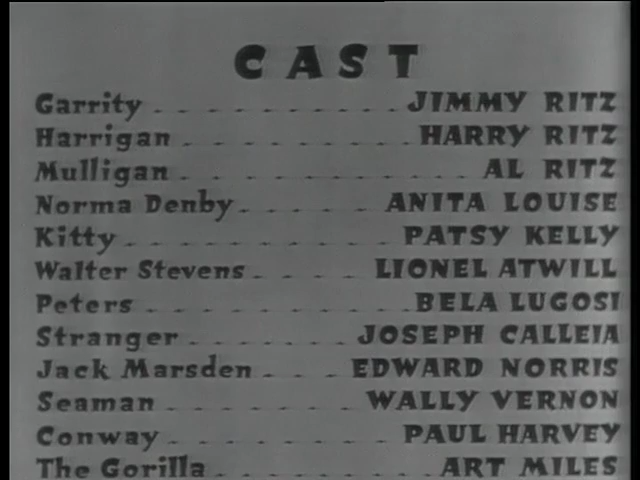 CAST
Garrity JIMMY RITZ
Harrigan HARRY RITZ
Mulligan AL RITZ
Norma Denby ANITA LOUISE
Kitty PATSY KELLY
Walter Stevens LIONEL ATWILL
Peters BELA LUGOSI
Stranger JOSEPH CALLEIA
Jack Marsden EDWARD NORRIS
Seaman WALLY VERNON
Conway PAUL HARVEY
The Gorilla ART MILES